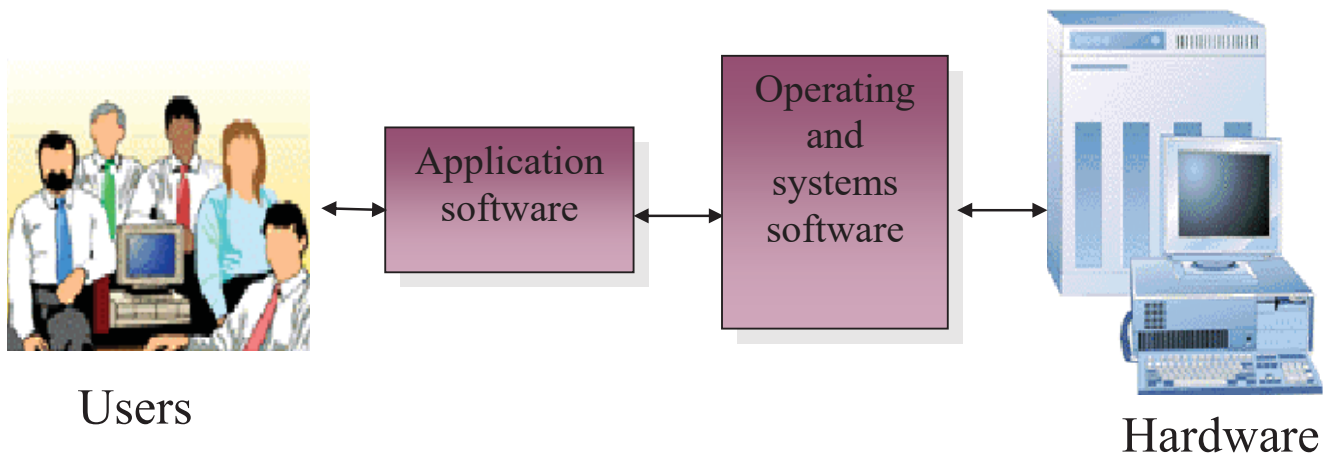 Application
software
Operating
and
systems
software
Users
Hardware